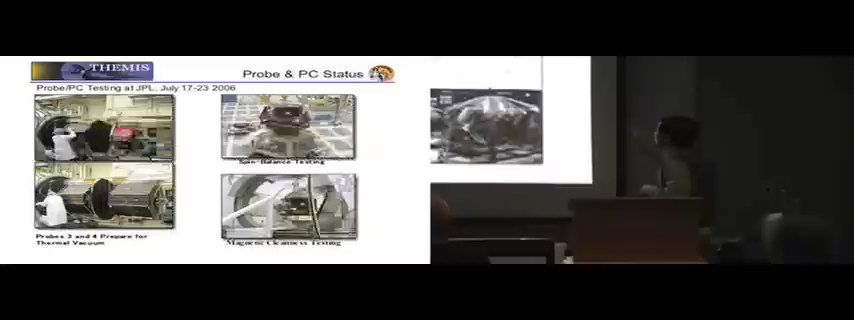 THEMIS
Probe & PC Status
Probe/PC Testing at JPL, July 17-23 2006
Spin-Balance Testing
Probes 3 and 4 Prepare for
Thermal Vacuum
Magnetic Cleanness Testing